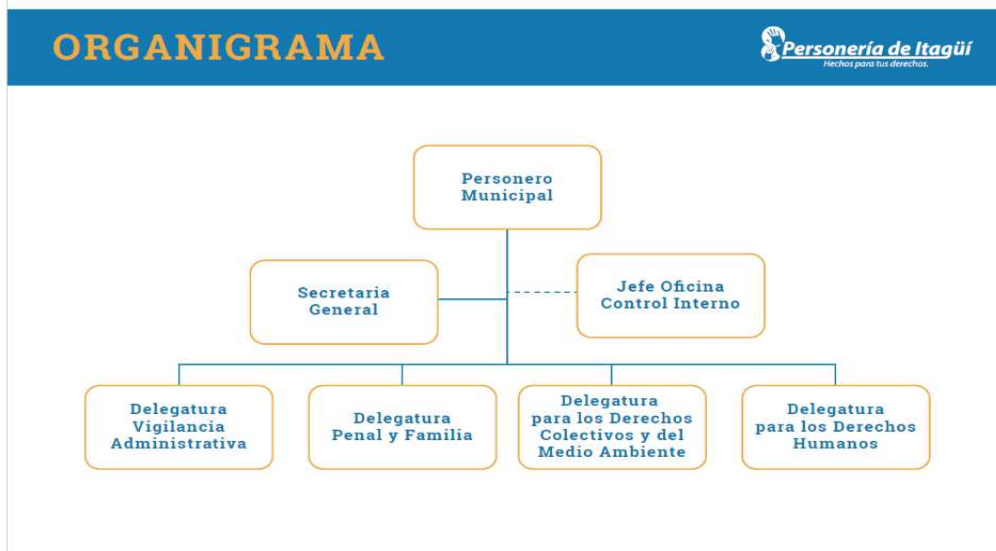 ORGANIGRAMA
Personería de Itagüí
Hechos para tus derechos.
Personero
Municipal
Secretaria
General
Jefe Oficina
Control Interno
Delegatura
Vigilancia
Administrativa
Delegatura
Penal y Familia
Delegatura
para los Derechos
Colectivos y del
Medio Ambiente
Delegatura
para los Derechos
Humanos